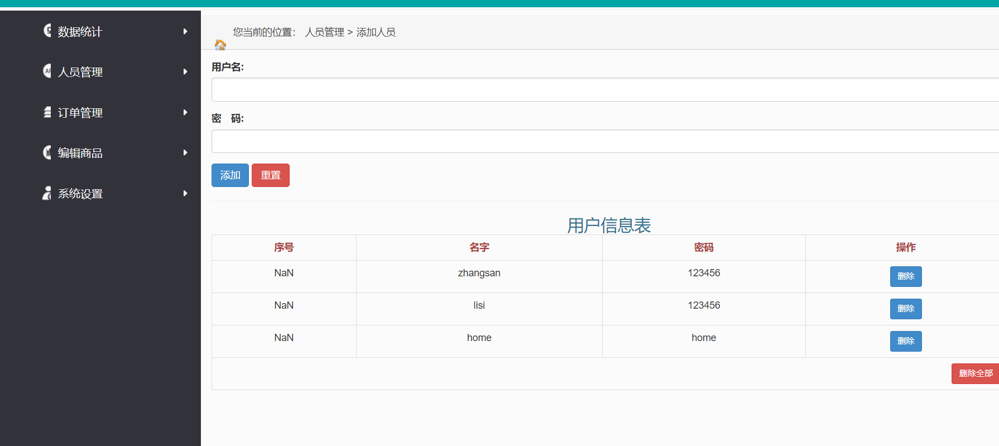 数据统计
人员管理
订单管理
编辑商品
系统设置
您当前的位置： 人员管理 > 添加人员
用户名:
密 码:
添加 重置
用户信息表
序号 名字 密码 操作
NaN zhangsan 123456 删除
NaN lisi 123456 删除
NaN home home 删除
删除全部